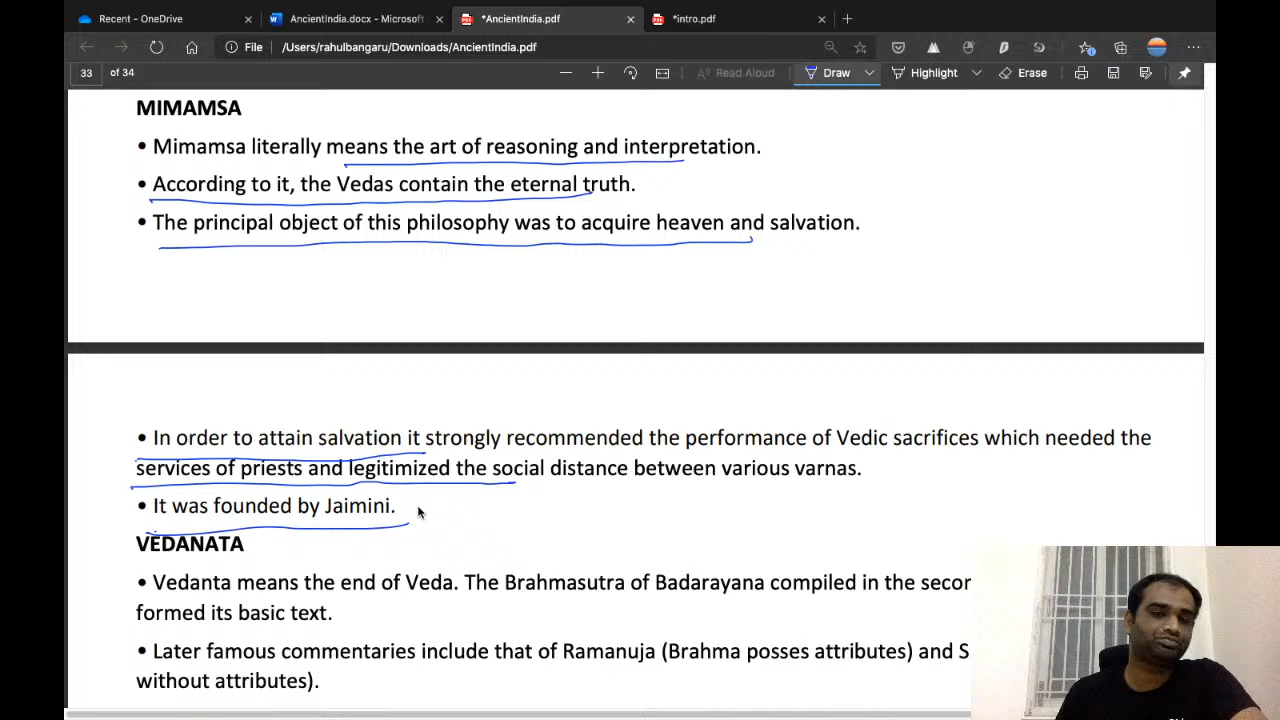 Recent - OneDrive
AncientIndia.docx - Microsoft
*AncientIndia.pdf
*intro.pdf
File
/Users/rahulbangaru/Downloads/AncientIndia.pdf
33 of 34
Read Aloud
Draw
Highlight
Erase
MIMAMSA
• Mimamsa literally means the art of reasoning and interpretation.
• According to it, the Vedas contain the eternal truth.
• The principal object of this philosophy was to acquire heaven and salvation.
• In order to attain salvation it strongly recommended the performance of Vedic sacrifices which needed the
services of priests and legitimized the social distance between various varnas.
• It was founded by Jaimini.
VEDANATA
• Vedanta means the end of Veda. The Brahmasutra of Badarayana compiled in the secor
formed its basic text.
• Later famous commentaries include that of Ramanuja (Brahma posses attributes) and S
without attributes).